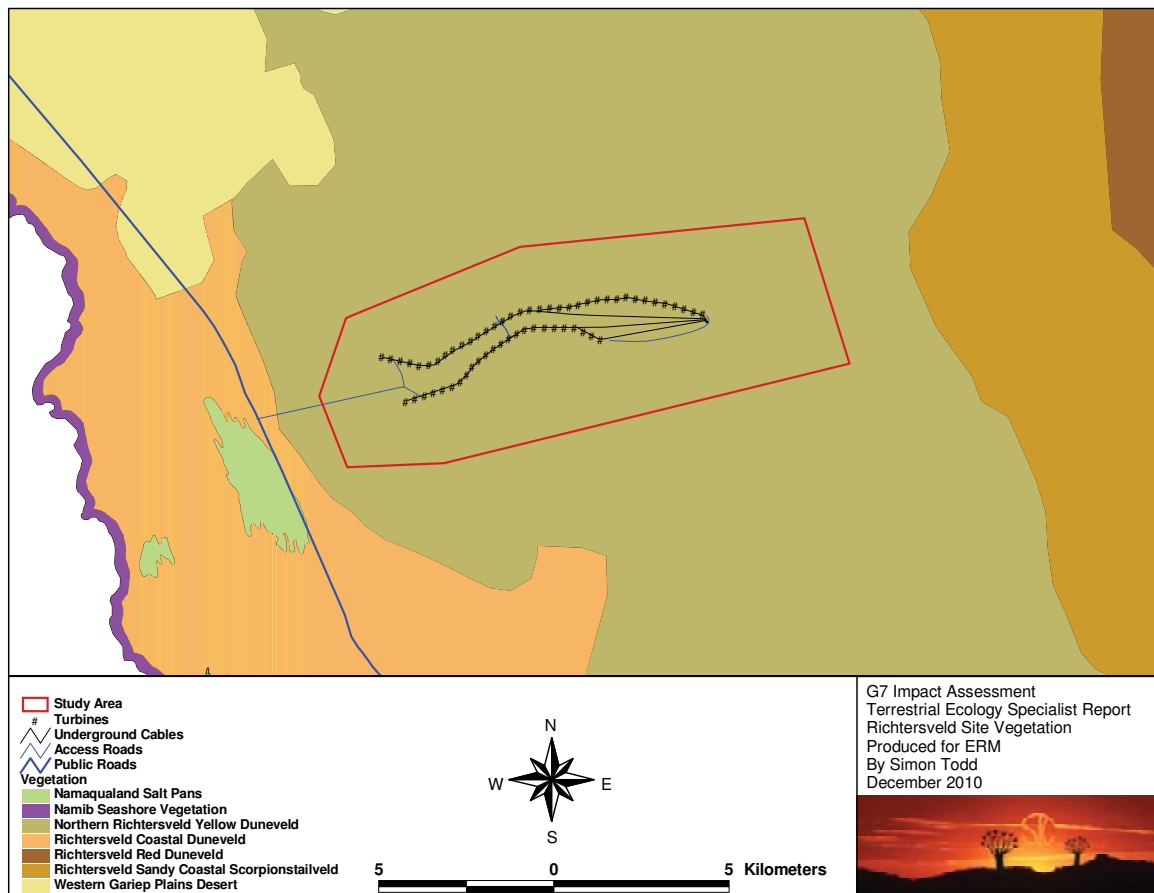 Study Area
# Turbines
Underground Cables
Access Roads
Public Roads
Vegetation
Namaqualand Salt Pans
Namib Seashore Vegetation
Northern Richtersveld Yellow Duneveld
Richtersveld Coastal Duneveld
Richtersveld Red Duneveld
Richtersveld Sandy Coastal Scorpionstailveld
Western Gariep Plains Desert
N
W E
S
5 0 5 Kilometers
G7 Impact Assessment
Terrestrial Ecology Specialist Report
Richtersveld Site Vegetation
Produced for ERM
By Simon Todd
December 2010